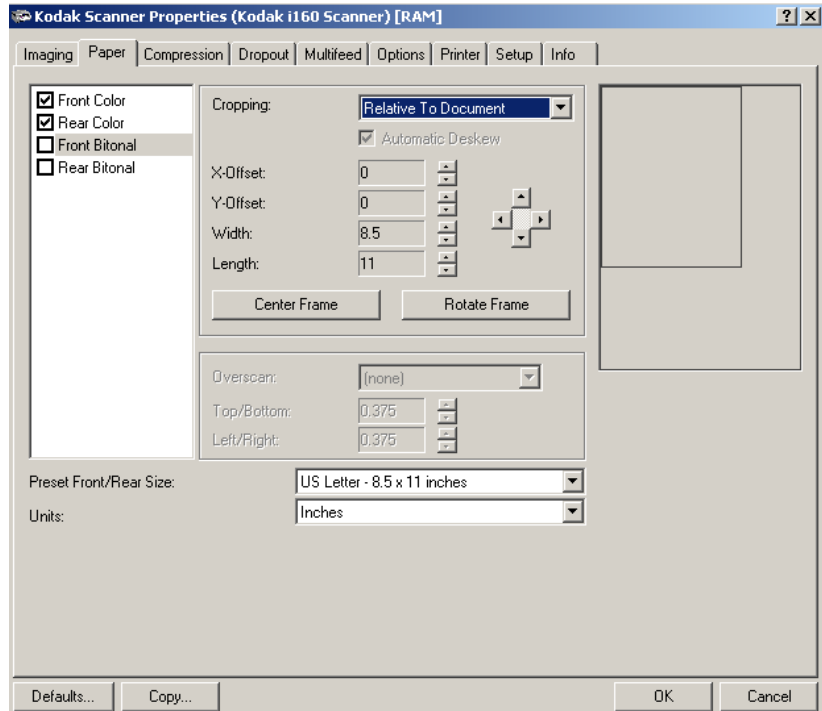 Kodak Scanner Properties (Kodak i160 Scanner) [RAM]
Imaging Paper Compression Dropout Multifeed Options Printer Setup Info
Front Color
Rear Color
Front Bitonal
Rear Bitonal
Cropping: Relative To Document
Automatic Deskew
X-Offset: 0
Y-Offset: 0
Width: 8.5
Length: 11
Center Frame Rotate Frame
Overscan: (none)
Top/Bottom: 0.375
Left/Right: 0.375
Preset Front/Rear Size: US Letter - 8.5 x 11 inches
Units: Inches
Defaults... Copy... OK Cancel